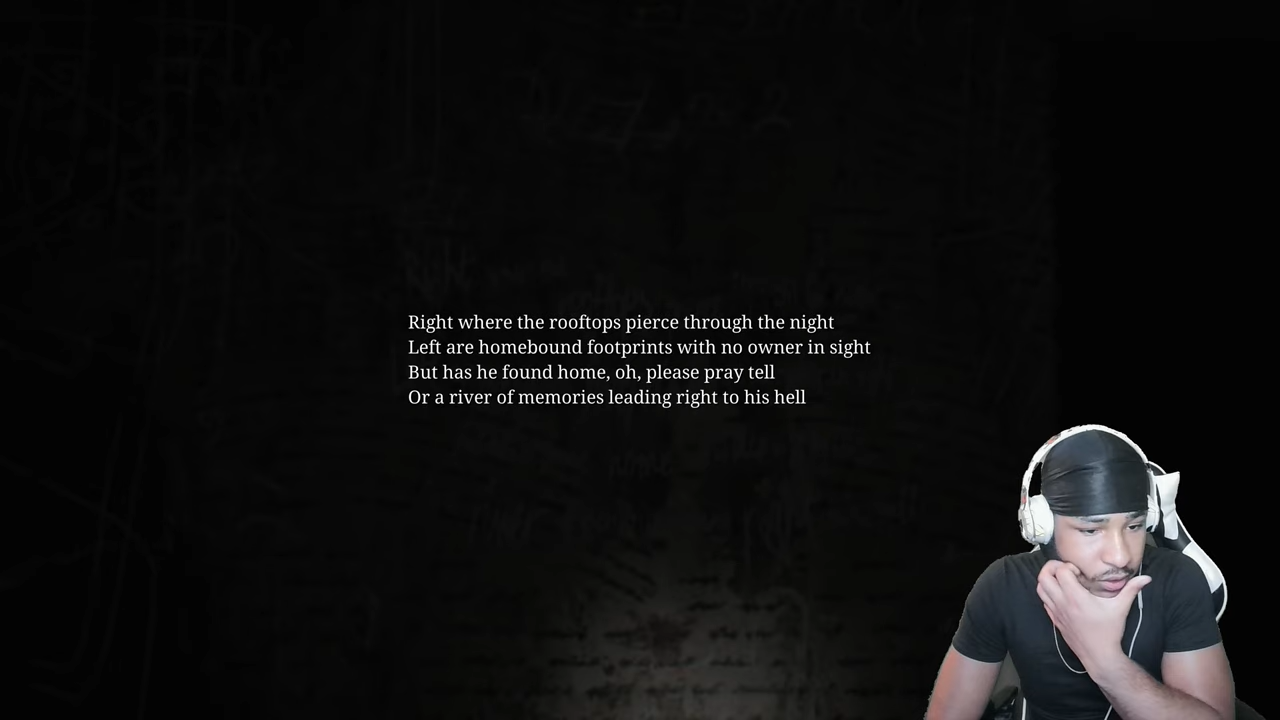 Right where the rooftops pierce through the night
Left are homebound footprints with no owner in sight
But has he found home, oh, please pray tell
Or a river of memories leading right to his hell